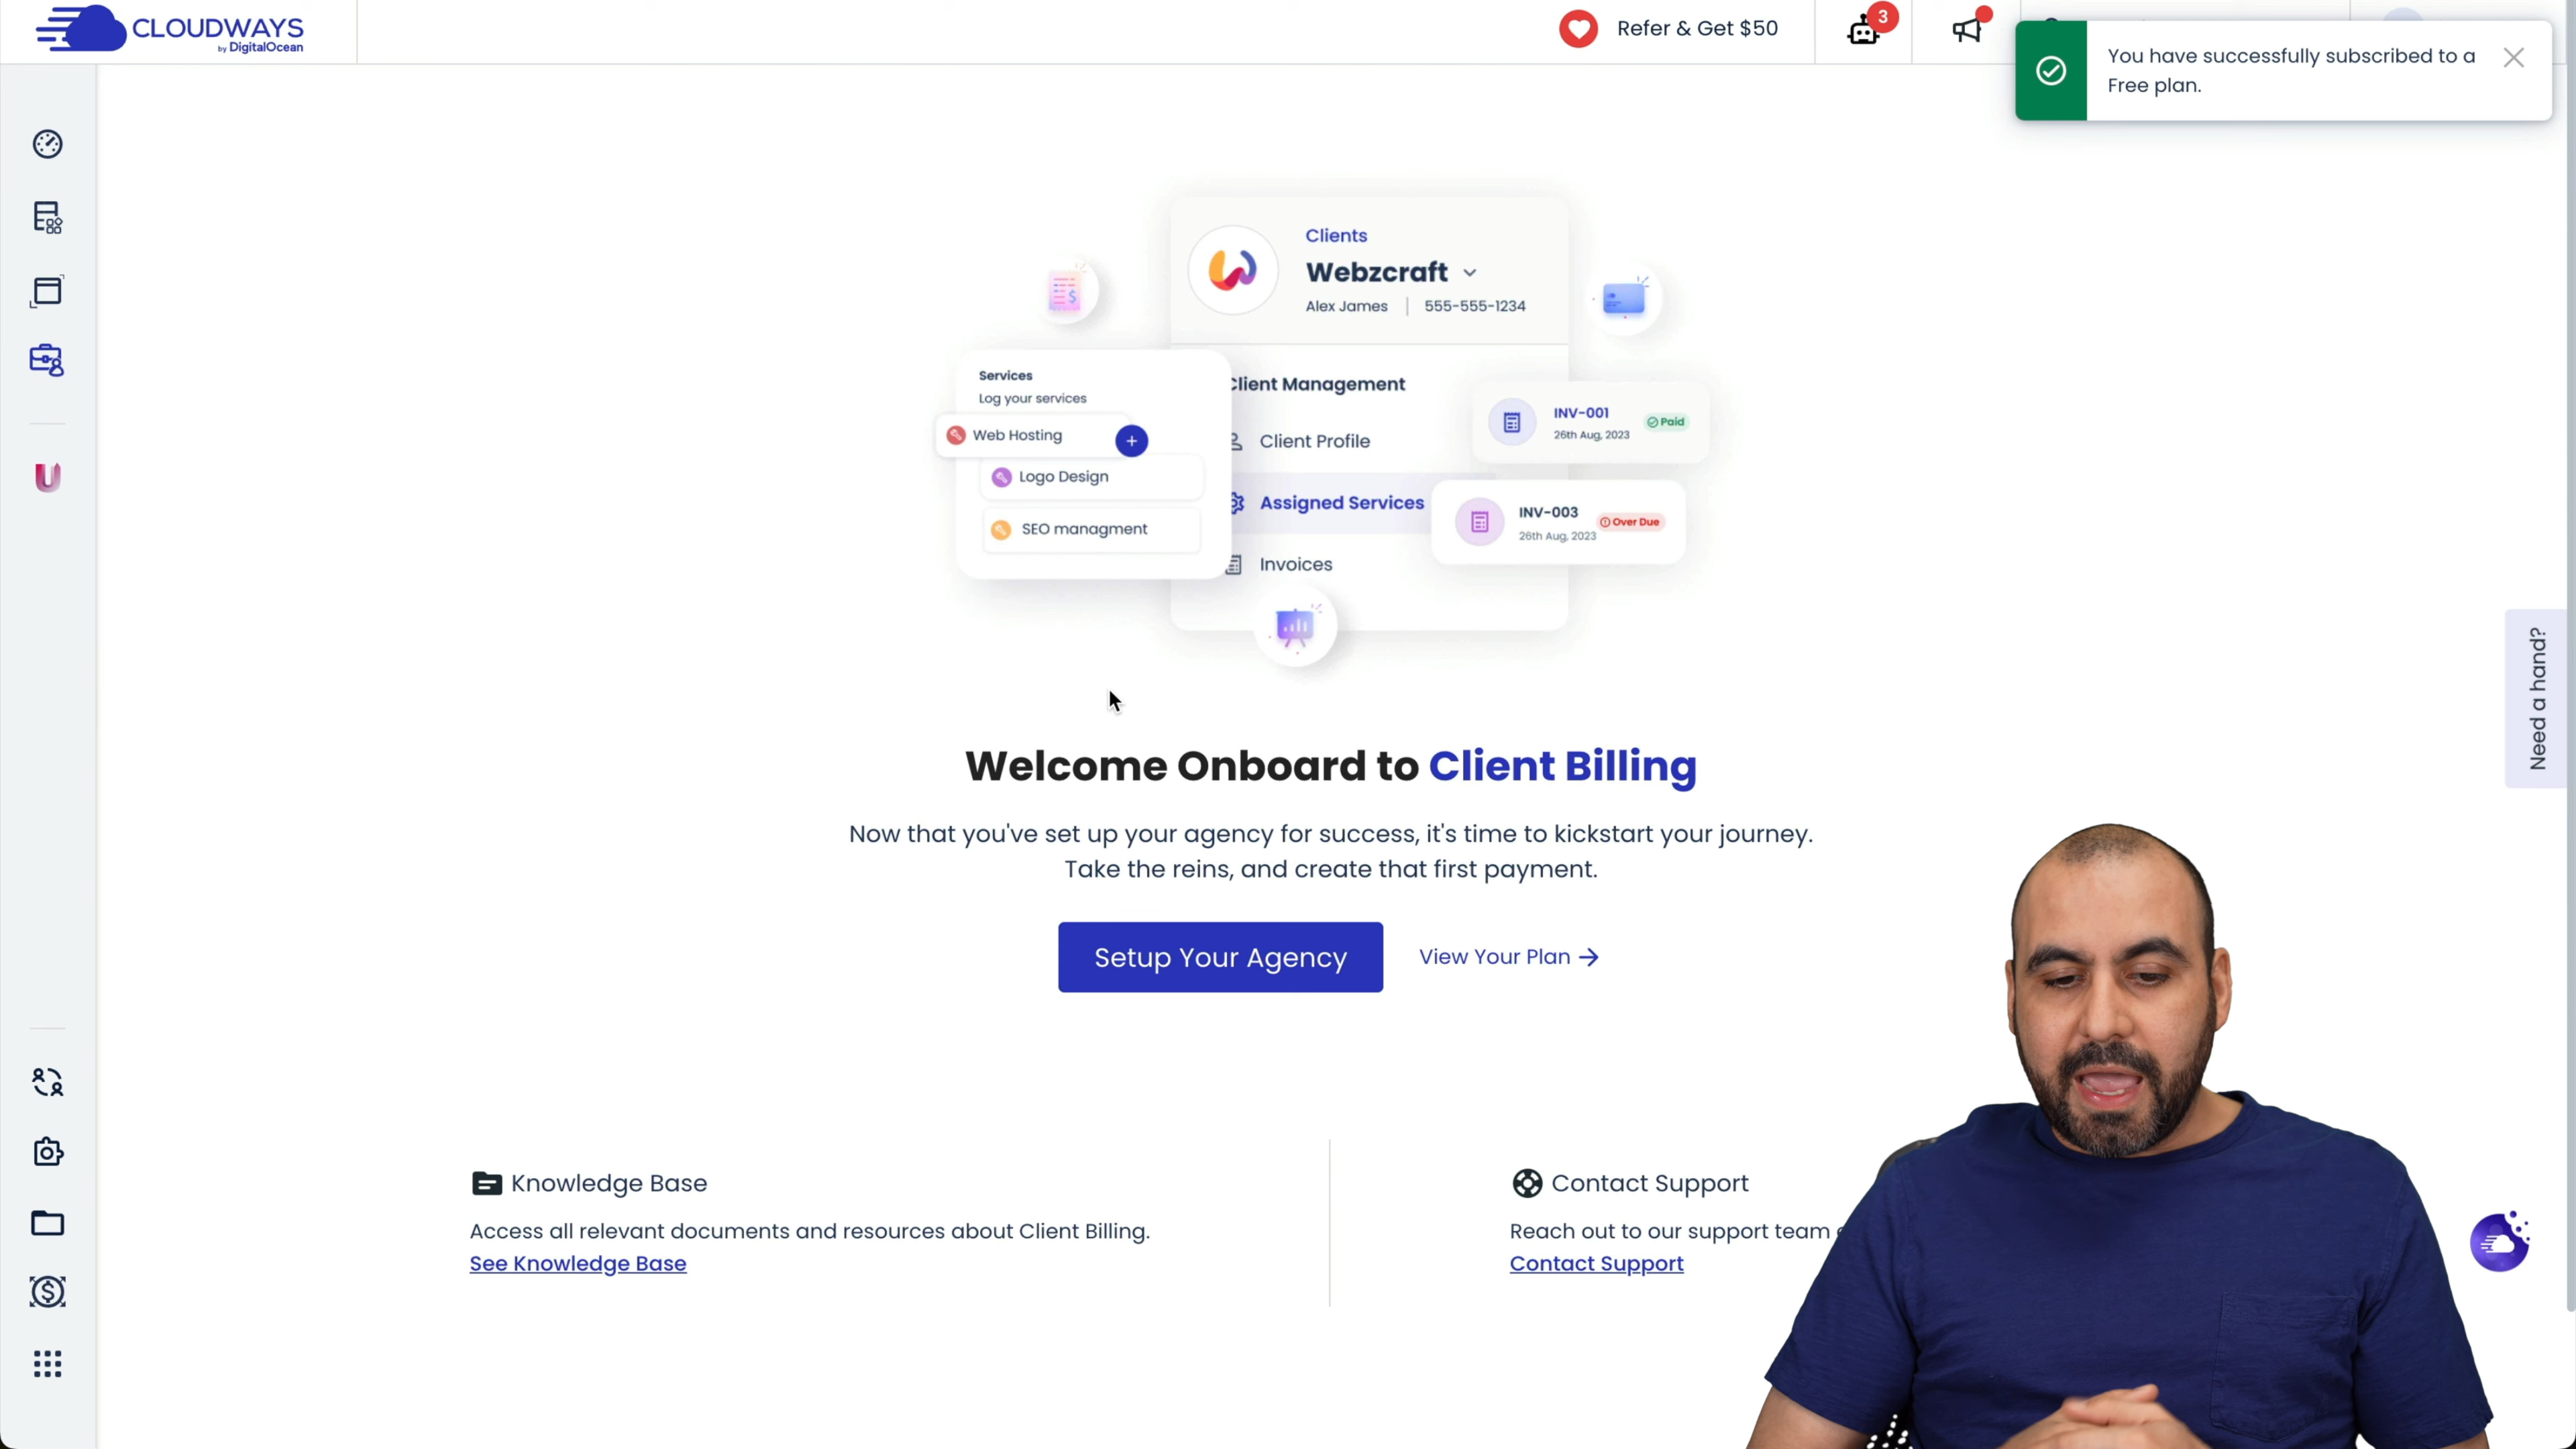 CLOUDWAYS
by DigitalOcean
Refer & Get $50
3
You have successfully subscribed to a
Free plan.
Clients
Webzcraft
Alex James | 555-555-1234
Services
Log your services
Web Hosting
Logo Design
SEO managment
Client Management
Client Profile
Assigned Services
Invoices
INV-001
26th Aug, 2023
Paid
INV-003
26th Aug, 2023
Over Due
Need a hand?
Welcome Onboard to Client Billing
Now that you've set up your agency for success, it's time to kickstart your journey.
Take the reins, and create that first payment.
Setup Your Agency
View Your Plan →
Knowledge Base
Access all relevant documents and resources about Client Billing.
See Knowledge Base
Contact Support
Reach out to our support team
Contact Support